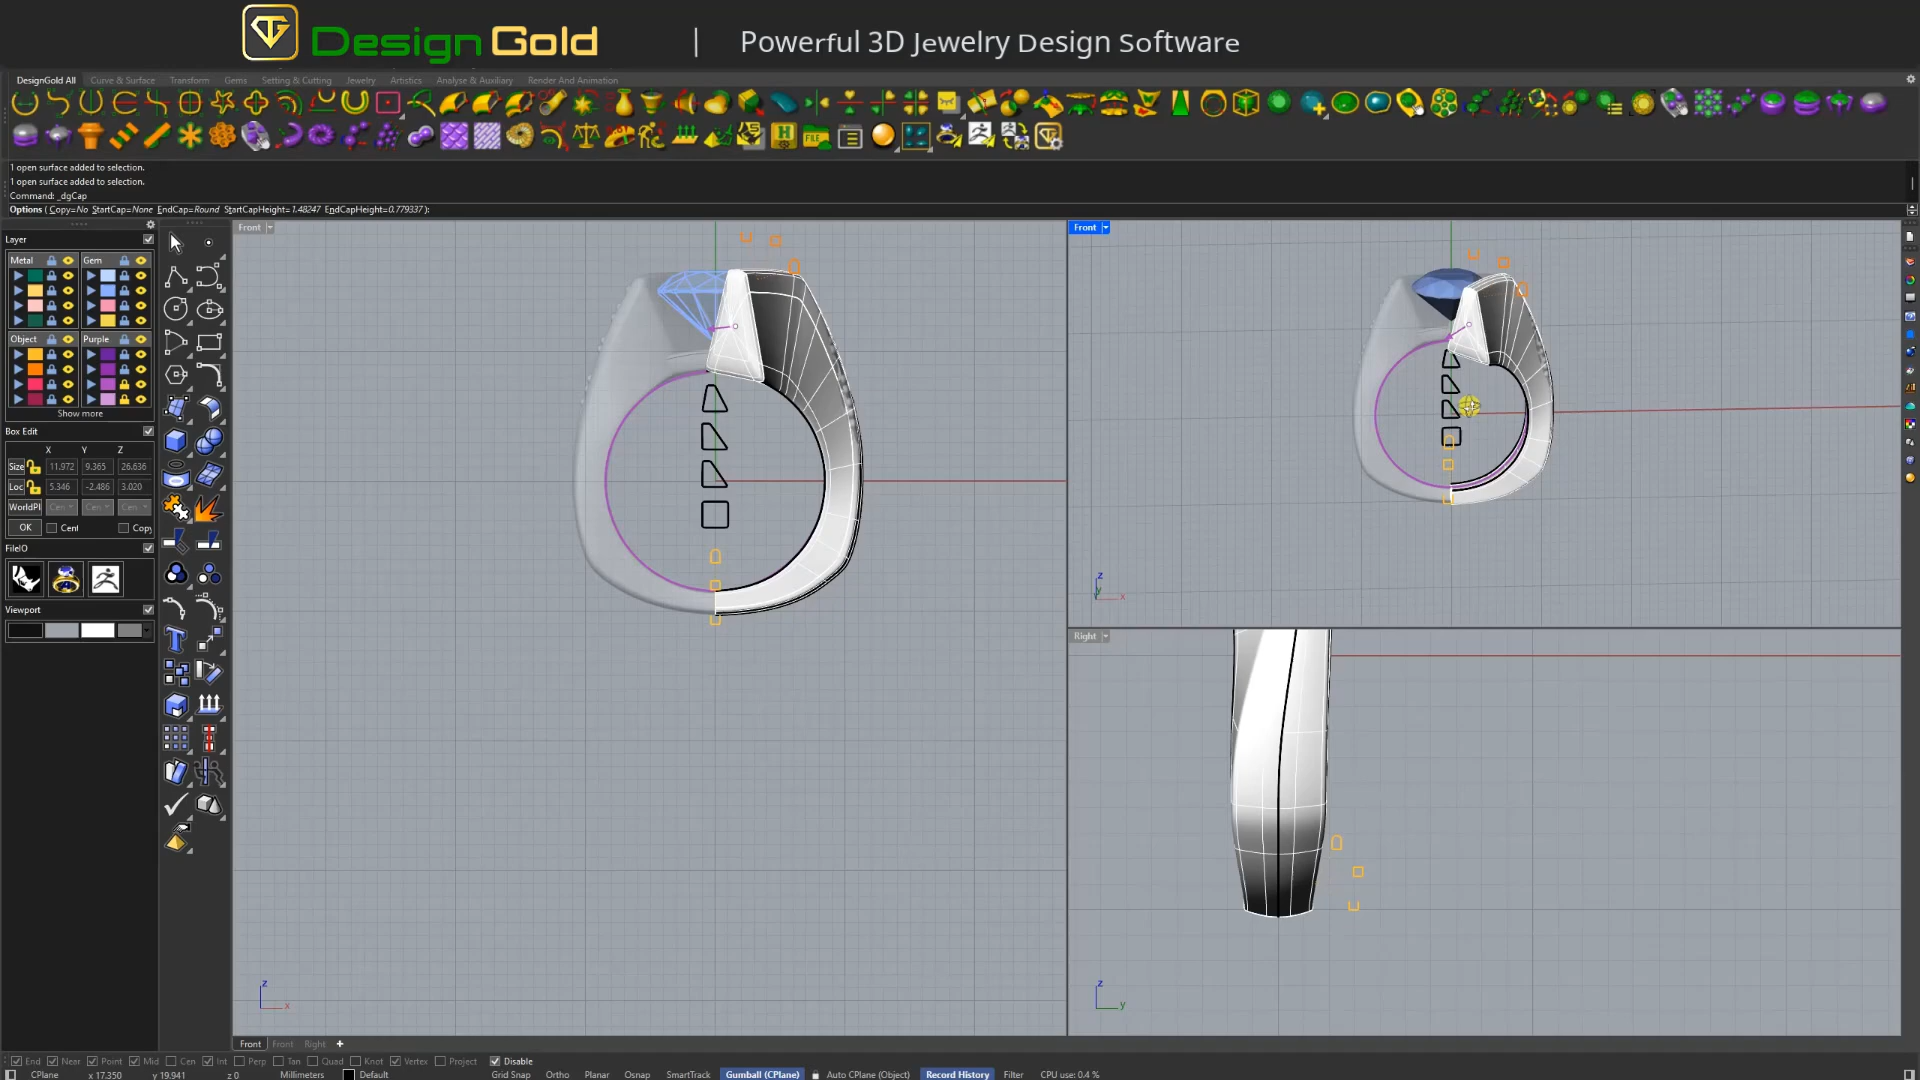 Design Gold | Powerful 3D Jewelry Design Software
DesignGold All Curve & Surface Transform Gems Setting & Cutting Jewelry Artistics Analyse & Auxiliary Render And Animation
1 open surface added to selection.
1 open surface added to selection.
Command: _dgCap
Options ( Copy=No StartCap=None EndCap=Round StartCapHeight=1.48247 EndCapHeight=0.779337 ):
Layer
Metal Gem
Object Purple
Show more
Box Edit
X Y Z
Size 11.972 9.365 26.636
Loc 5.346 -2.486 3.020
WorldPl Cen Cen Cen
OK Cent Copy
FileIO
FILE
Viewport
Front
Front
Right
z
x
z
y
x
z
y
Front Front Right +
End Near Point Mid Cen Int Perp Tan Quad Knot Vertex Project Disable
CPlane x 17.350 y 19.941 z 0 Millimeters Default Grid Snap Ortho Planar Osnap SmartTrack Gumball (CPlane) Auto CPlane (Object) Record History Filter CPU use: 0.4 %